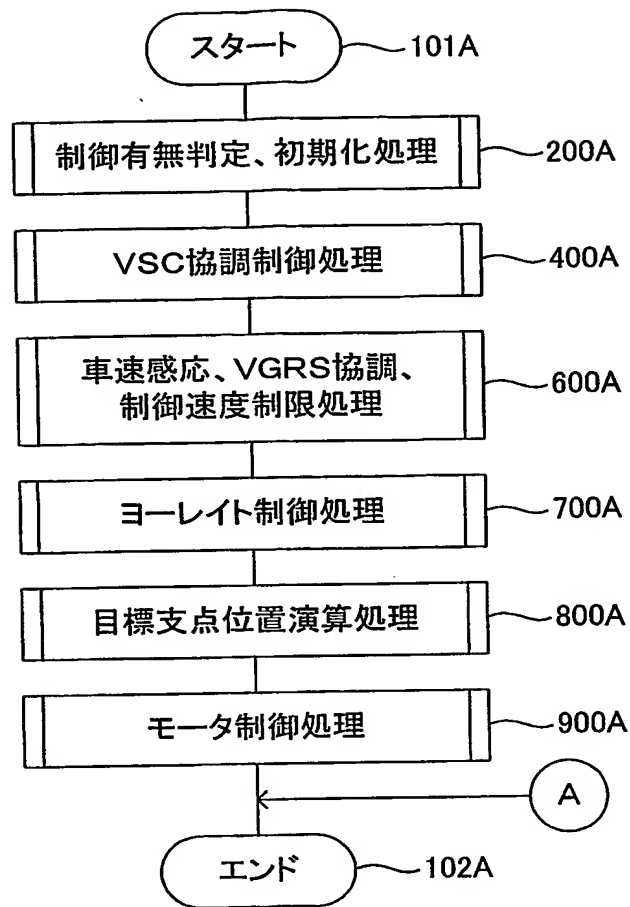 スタート
101A
制御有無判定、初期化処理
200A
VSC協調制御処理
400A
車速感応、VGRS協調、
制御速度制限処理
600A
ヨーレイト制御処理
700A
目標支点位置演算処理
800A
モータ制御処理
900A
A
エンド
102A